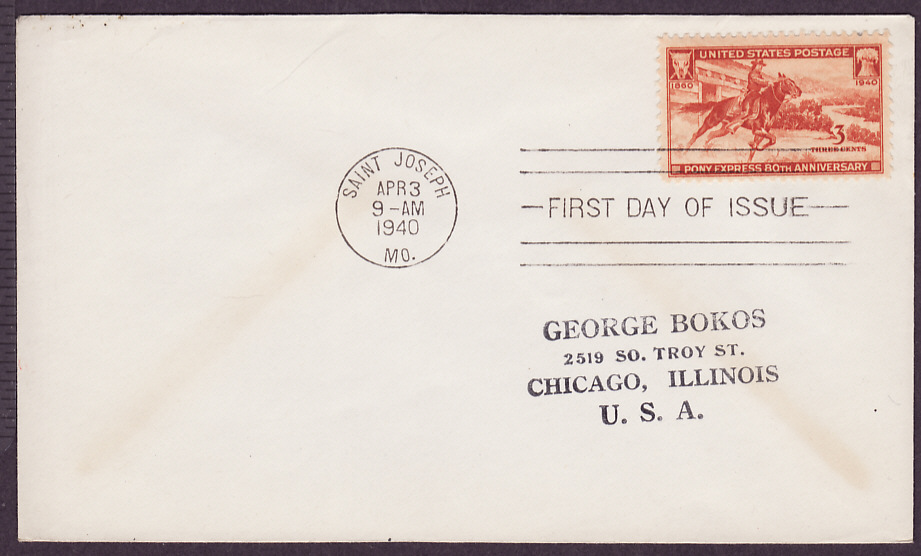 UNITED STATES POSTAGE
1860
1940
3
THREE CENTS
PONY EXPRESS 80TH ANNIVERSARY
SAINT JOSEPH
APR 3
9-AM
1940
MO.
FIRST DAY OF ISSUE
GEORGE BOKOS
2519 SO. TROY ST.
CHICAGO, ILLINOIS
U. S. A.